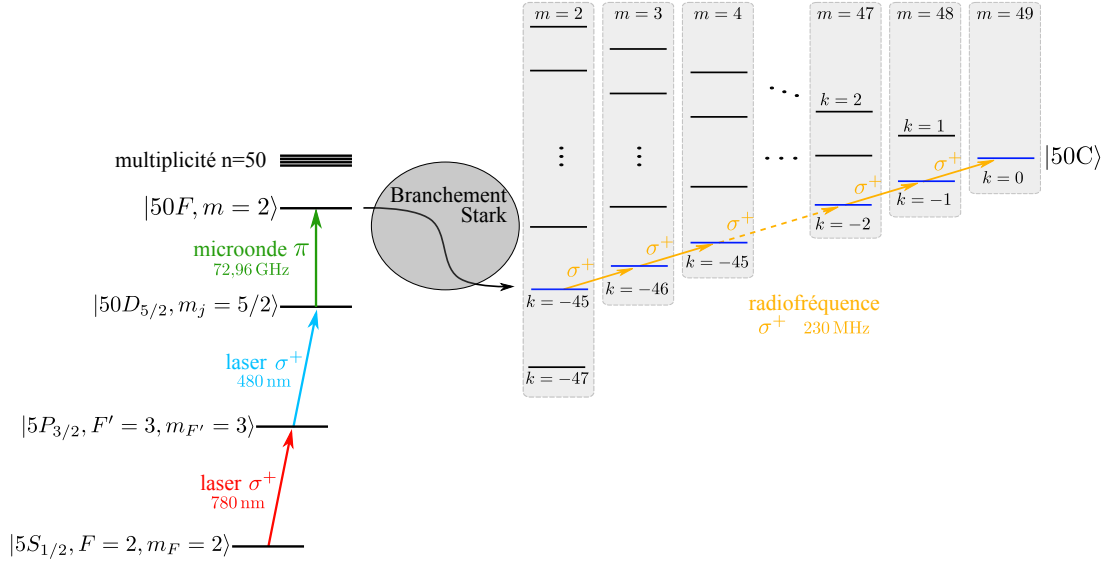 m = 2
m = 3
m = 4
m = 47
m = 48
m = 49
k = 2
k = 1
|50C⟩
σ⁺
k = 0
σ⁺
k = −1
σ⁺
k = −2
multiplicité n=50
|50F, m = 2⟩
Branchement
Stark
σ⁺
k = −45
σ⁺
k = −46
σ⁺
k = −45
microonde π
72,96 GHz
|50D₅/₂, mⱼ = 5/2⟩
radiofréquence
σ⁺ 230 MHz
laser σ⁺
480 nm
k = −47
|5P₃/₂, F′ = 3, m_F′ = 3⟩
laser σ⁺
780 nm
|5S₁/₂, F = 2, m_F = 2⟩